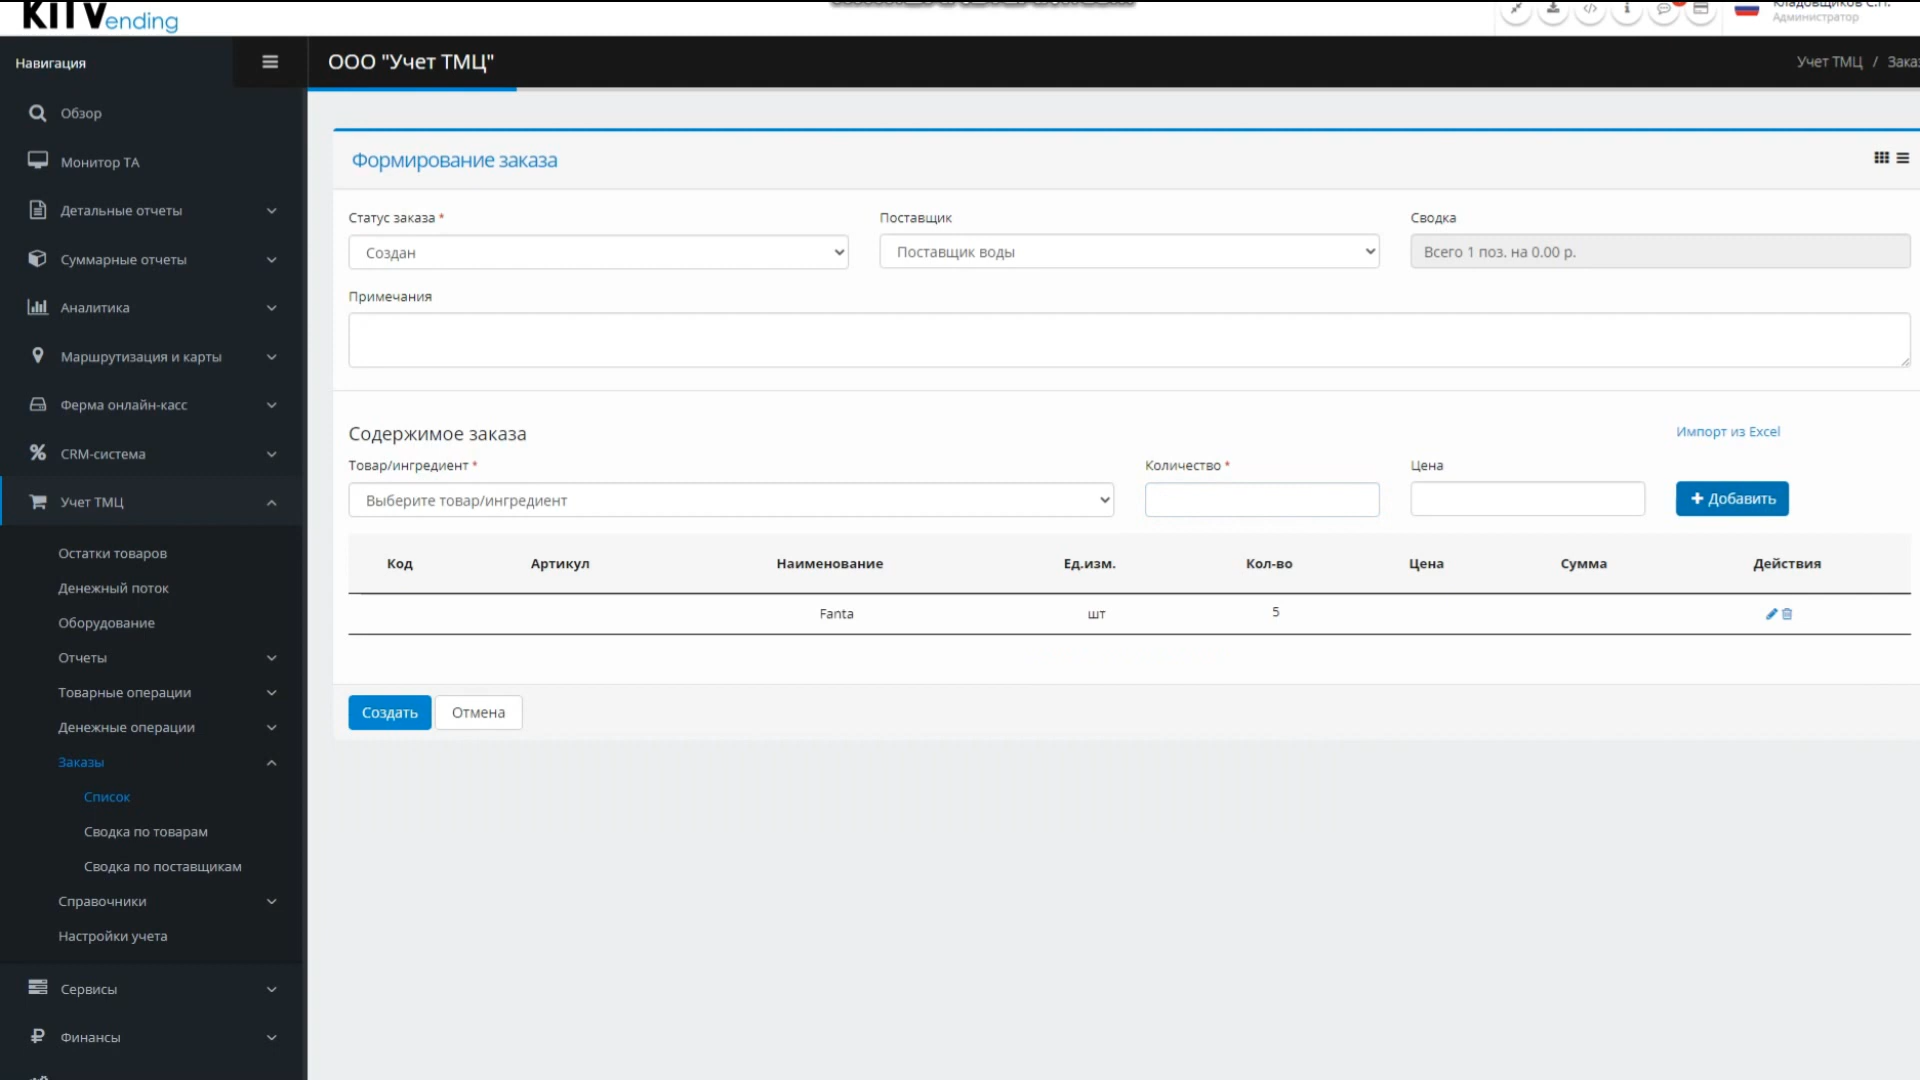 KITVending
Администратор
Навигация
ООО "Учет ТМЦ"
Учет ТМЦ /
Обзор
Монитор ТА
Детальные отчеты
Суммарные отчеты
Аналитика
Маршрутизация и карты
Ферма онлайн-касс
CRM-система
Учет ТМЦ
Остатки товаров
Денежный поток
Оборудование
Отчеты
Товарные операции
Денежные операции
Заказы
Список
Сводка по товарам
Сводка по поставщикам
Справочники
Настройки учета
Сервисы
Финансы
Формирование заказа
Статус заказа * Поставщик Сводка
Создан Поставщик воды Всего 1 поз. на 0.00 р.
Примечания
Содержимое заказа Импорт из Excel
Товар/ингредиент * Количество * Цена
Выберите товар/ингредиент + Добавить
Код Артикул Наименование Ед.изм. Кол-во Цена Сумма Действия
Fanta шт 5
Создать Отмена